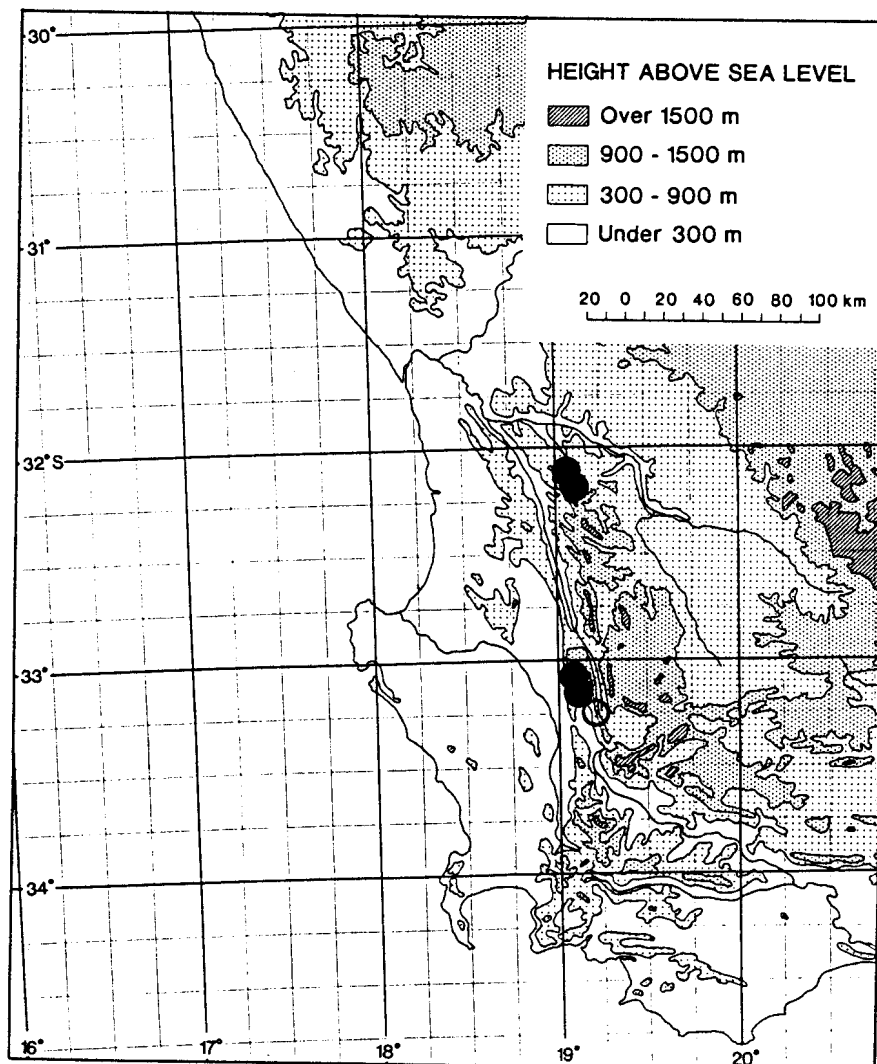 30°
HEIGHT ABOVE SEA LEVEL
Over 1500 m
900 - 1500 m
300 - 900 m
Under 300 m
31°
20 0 20 40 60 80 100 km
32°S
33°
34°
16° 17° 18° 19° 20°